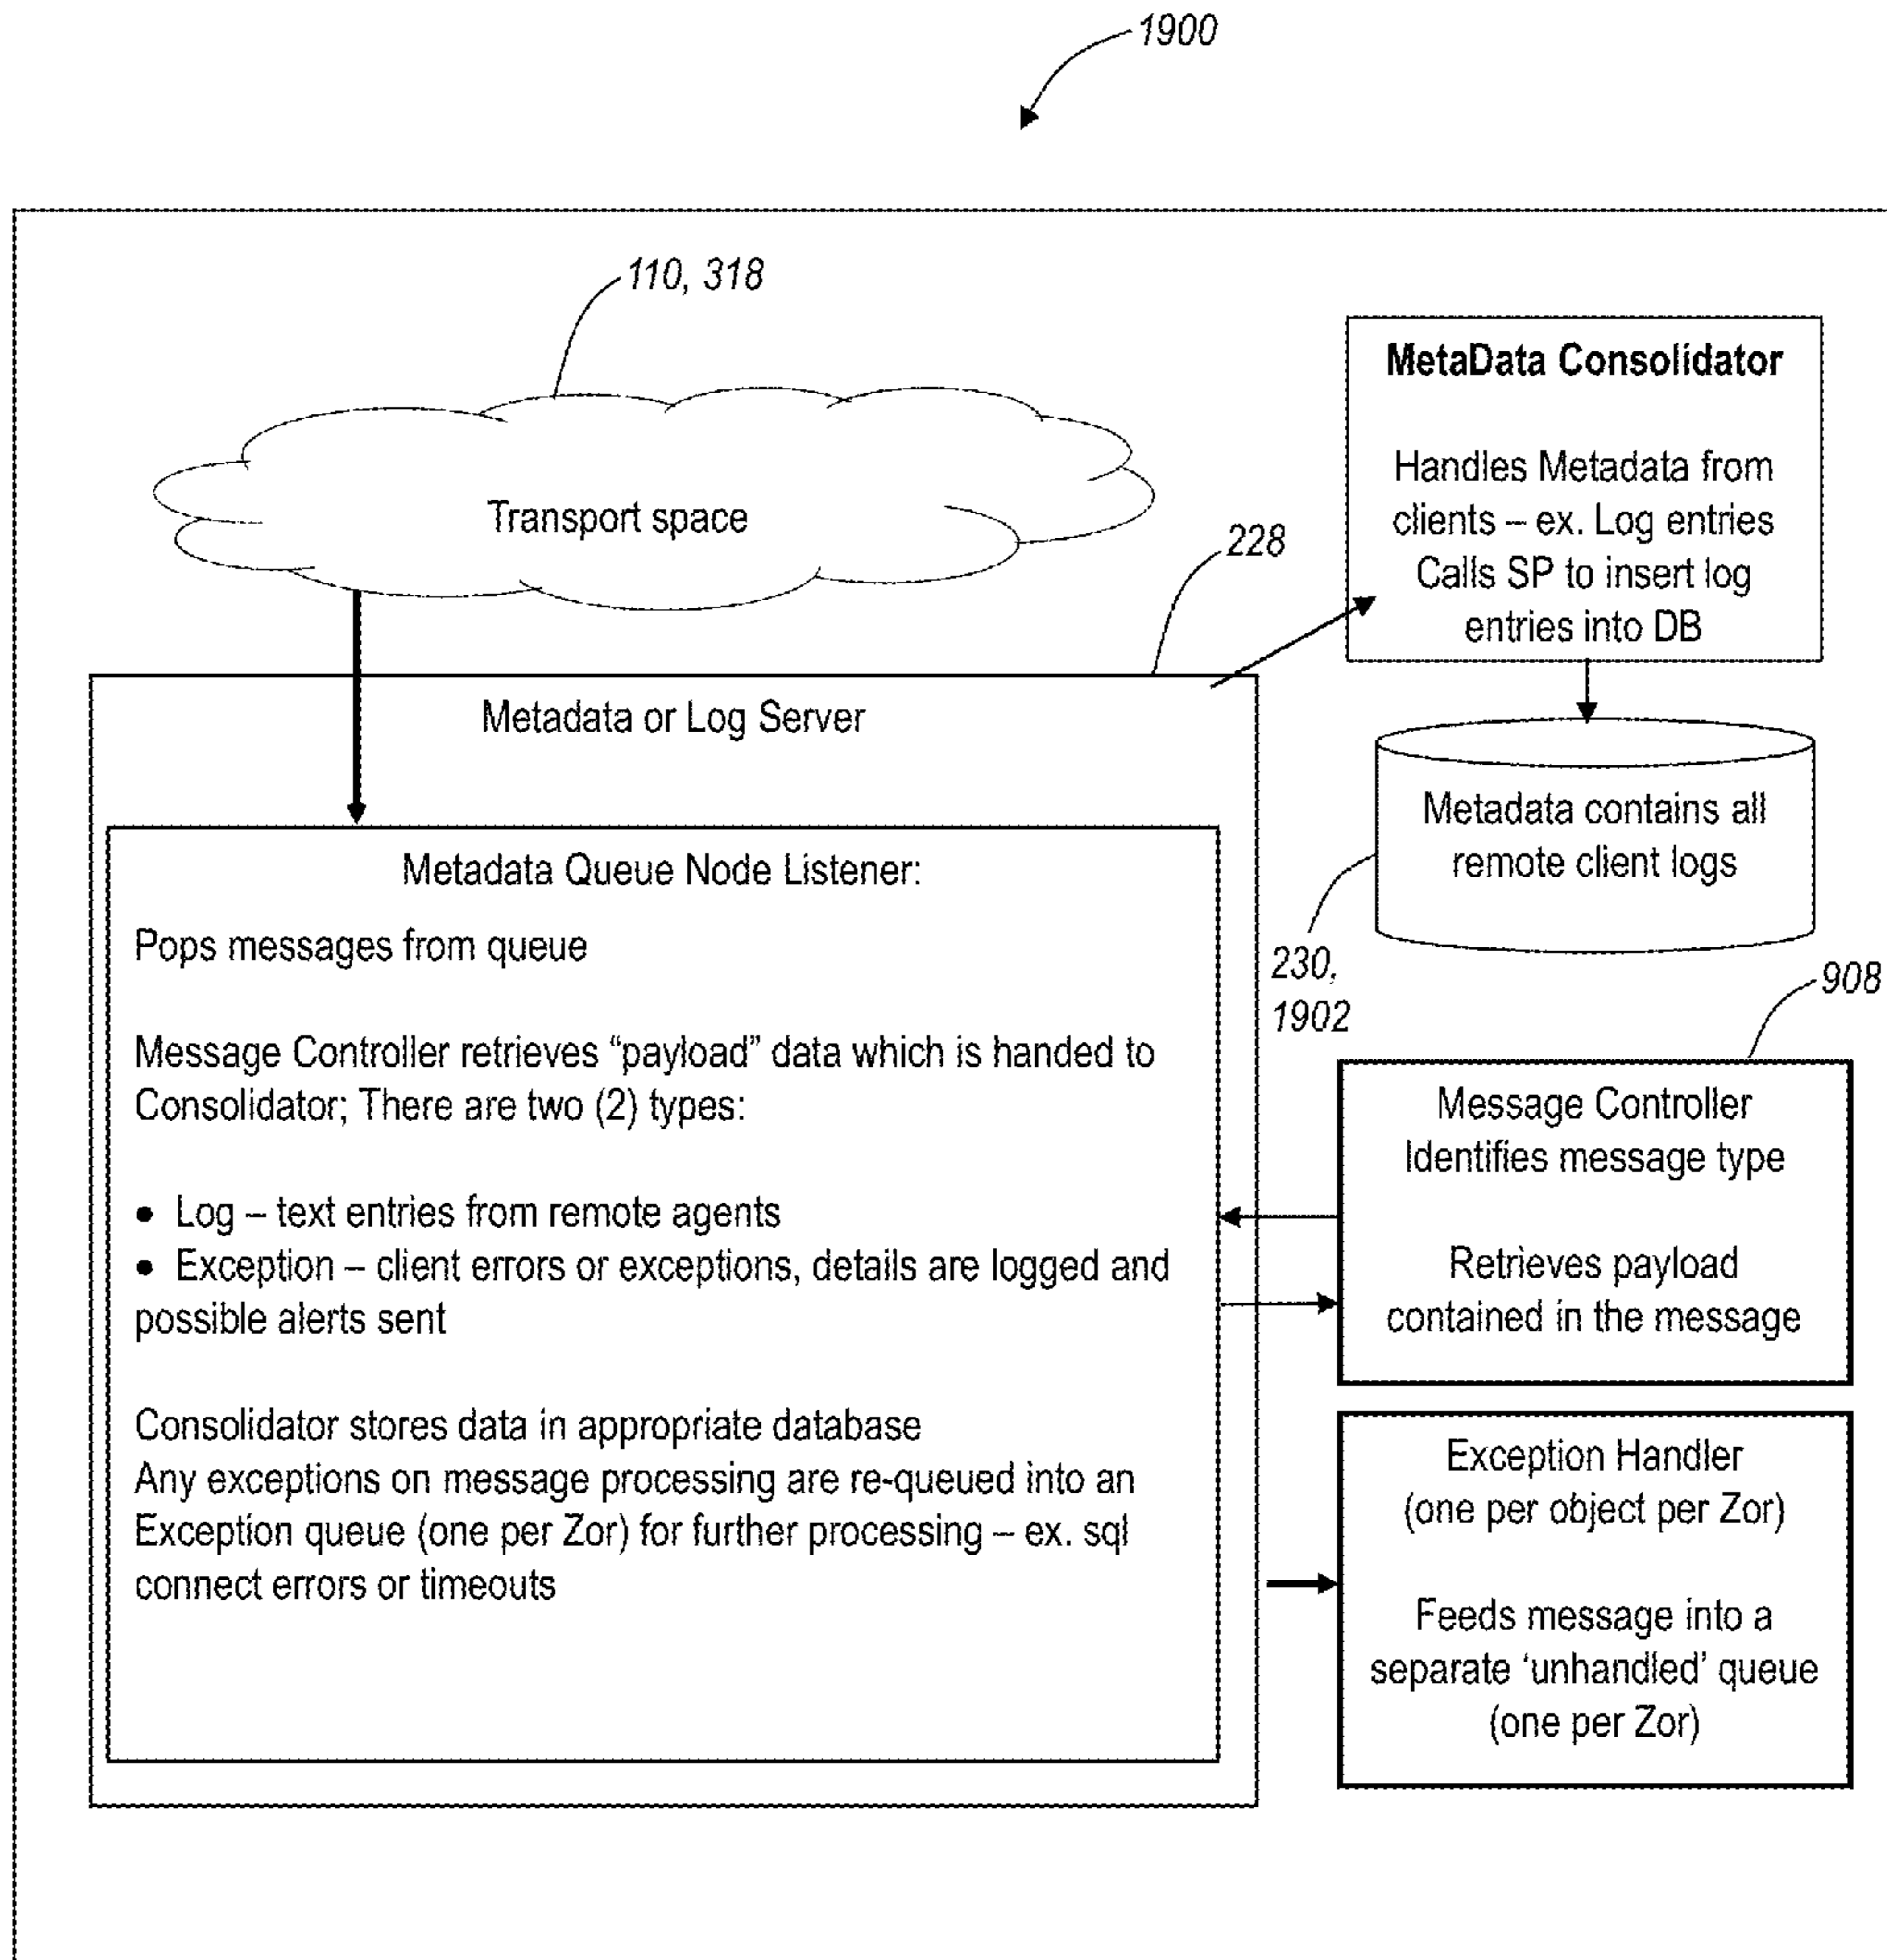 1900
110, 318
Transport space
MetaData Consolidator
Handles Metadata from
clients – ex. Log entries
Calls SP to insert log
entries into DB
228
Metadata or Log Server
Metadata contains all
remote client logs
230,
1902
Metadata Queue Node Listener:
Pops messages from queue
Message Controller retrieves “payload” data which is handed to
Consolidator; There are two (2) types:
• Log – text entries from remote agents
• Exception – client errors or exceptions, details are logged and
possible alerts sent
Consolidator stores data in appropriate database
Any exceptions on message processing are re-queued into an
Exception queue (one per Zor) for further processing – ex. sql
connect errors or timeouts
908
Message Controller
Identifies message type
Retrieves payload
contained in the message
Exception Handler
(one per object per Zor)
Feeds message into a
separate ‘unhandled’ queue
(one per Zor)